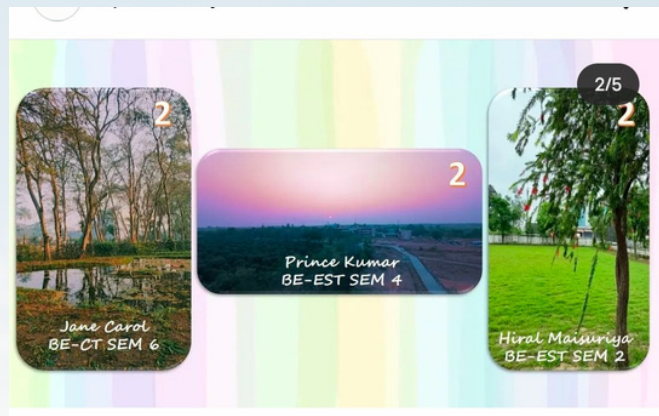 2/5
2
Jane Carol
BE-CT SEM 6
2
Prince Kumar
BE-EST SEM 4
2
Hiral Maisuriya
BE-EST SEM 2